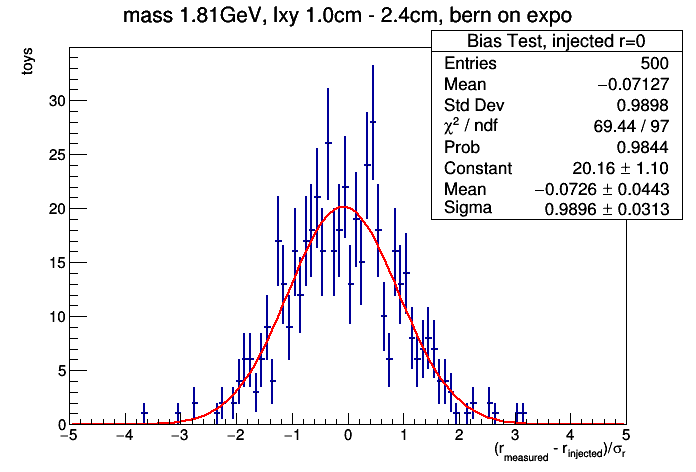 mass 1.81GeV, lxy 1.0cm - 2.4cm, bern on expo
toys
Bias Test, injected r=0
Entries 500
Mean −0.07127
Std Dev 0.9898
χ² / ndf 69.44 / 97
Prob 0.9844
Constant 20.16 ± 1.10
Mean −0.0726 ± 0.0443
Sigma 0.9896 ± 0.0313
30
25
20
15
10
5
0
−5 −4 −3 −2 −1 0 1 2 3 4 5
(r_measured - r_injected)/σ_r